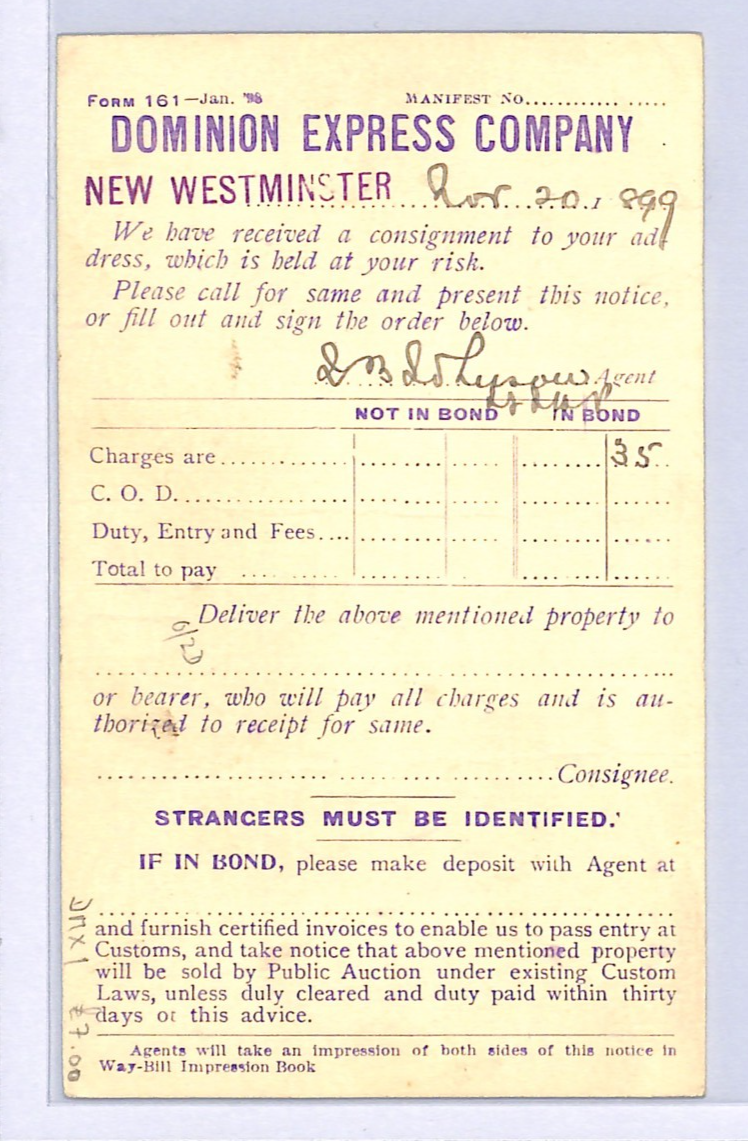 FORM 161—Jan. '98 MANIFEST NO.
DOMINION EXPRESS COMPANY
NEW WESTMINSTER Nov. 20. 1899
We have received a consignment to your ad-
dress, which is held at your risk.
Please call for same and present this notice,
or fill out and sign the order below.
Agent
NOT IN BOND IN BOND
Charges are 35
C. O. D.
Duty, Entry and Fees
Total to pay
Deliver the above mentioned property to
or bearer, who will pay all charges and is au-
thorized to receipt for same.
Consignee.
STRANGERS MUST BE IDENTIFIED.
IF IN BOND, please make deposit with Agent at
and furnish certified invoices to enable us to pass entry at
Customs, and take notice that above mentioned property
will be sold by Public Auction under existing Custom
Laws, unless duly cleared and duty paid within thirty
days of this advice.
Agents will take an impression of both sides of this notice in
Way-Bill Impression Book